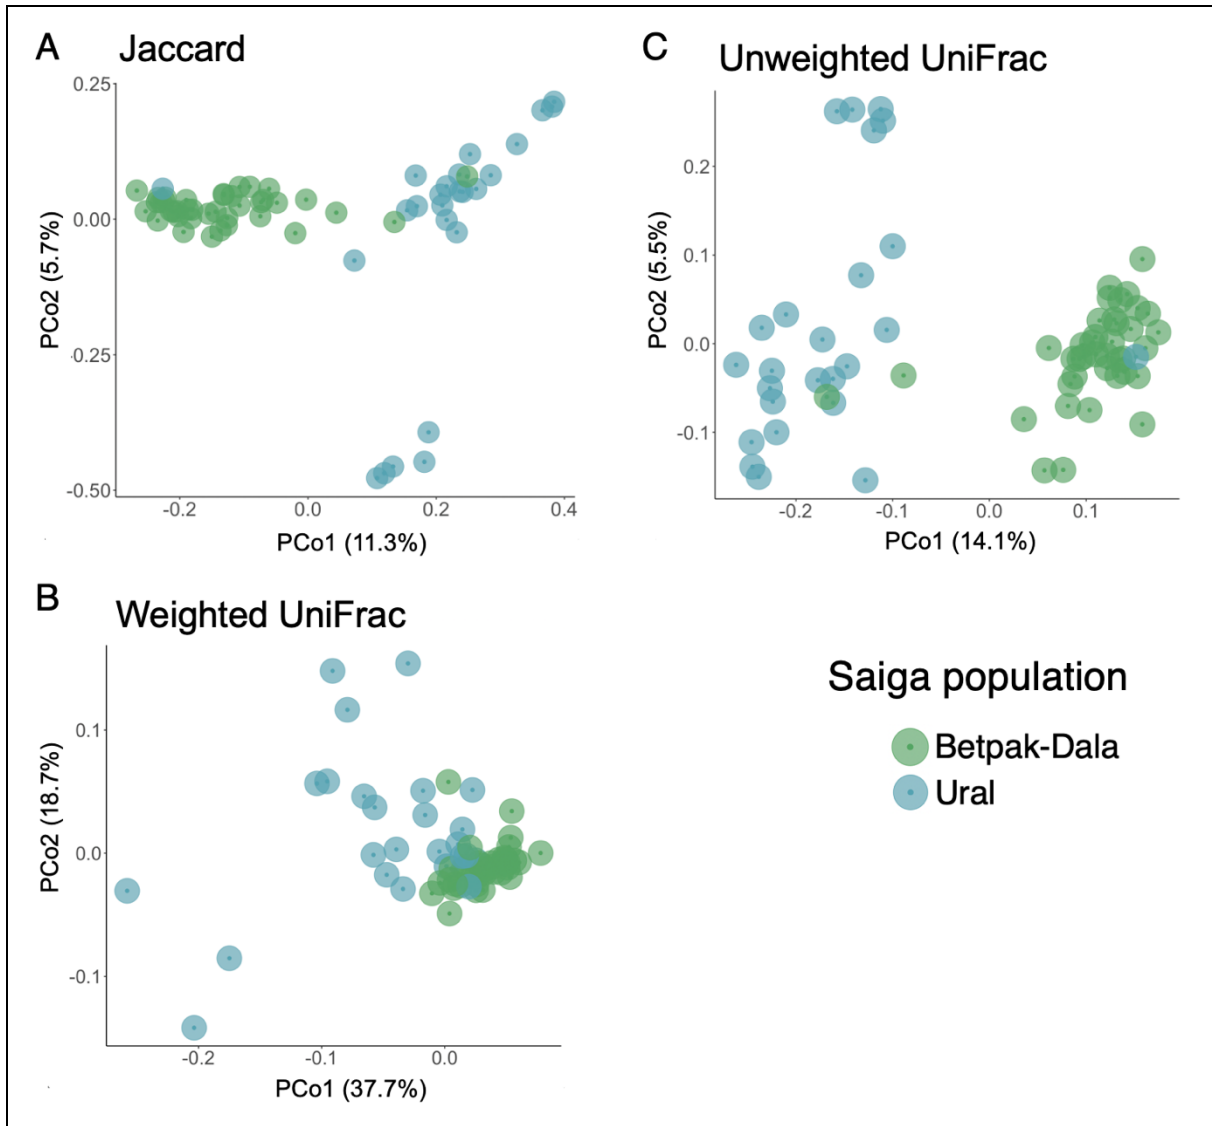 A
Jaccard
0.25
0.00
-0.25
-0.50
PCo2 (5.7%)
-0.2
0.0
0.2
0.4
PCo1 (11.3%)
C
Unweighted UniFrac
0.2
0.1
0.0
-0.1
PCo2 (5.5%)
-0.2
-0.1
0.0
0.1
PCo1 (14.1%)
B
Weighted UniFrac
0.1
0.0
-0.1
PCo2 (18.7%)
-0.2
-0.1
0.0
PCo1 (37.7%)
Saiga population
Betpak-Dala
Ural